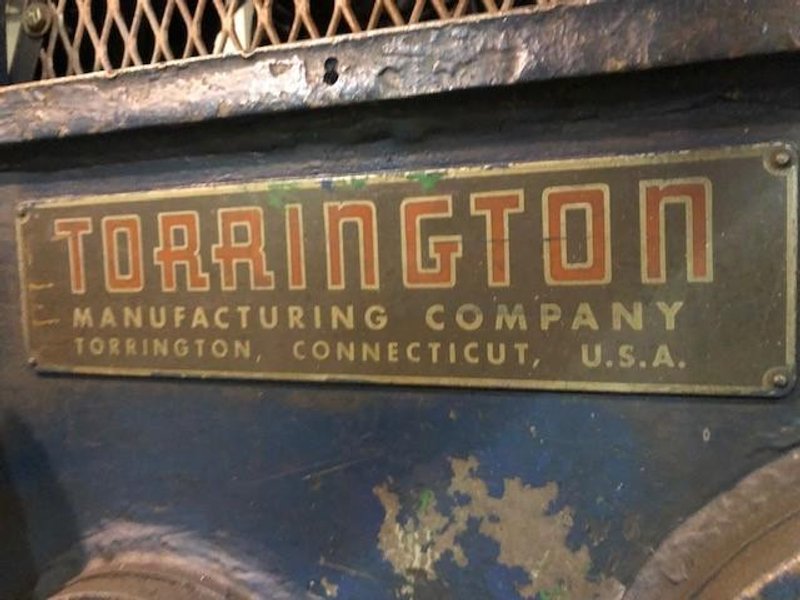 TORRINGTON
MANUFACTURING COMPANY
TORRINGTON, CONNECTICUT, U.S.A.